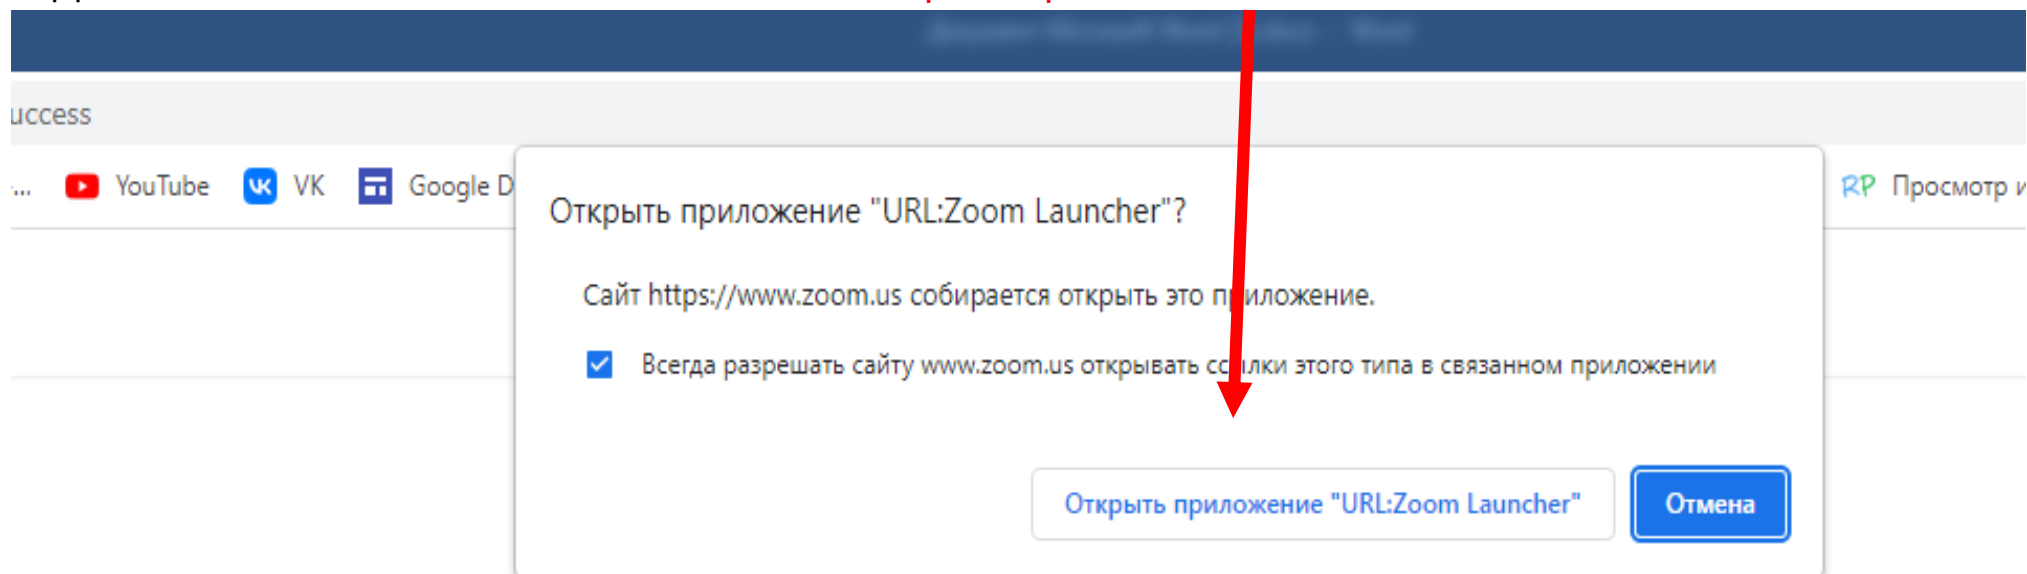 uccess
... YouTube VK Google D
RP Просмотр и
Открыть приложение "URL:Zoom Launcher"?
Сайт https://www.zoom.us собирается открыть это приложение.
Всегда разрешать сайту www.zoom.us открывать ссылки этого типа в связанном приложении
Открыть приложение "URL:Zoom Launcher" Отмена